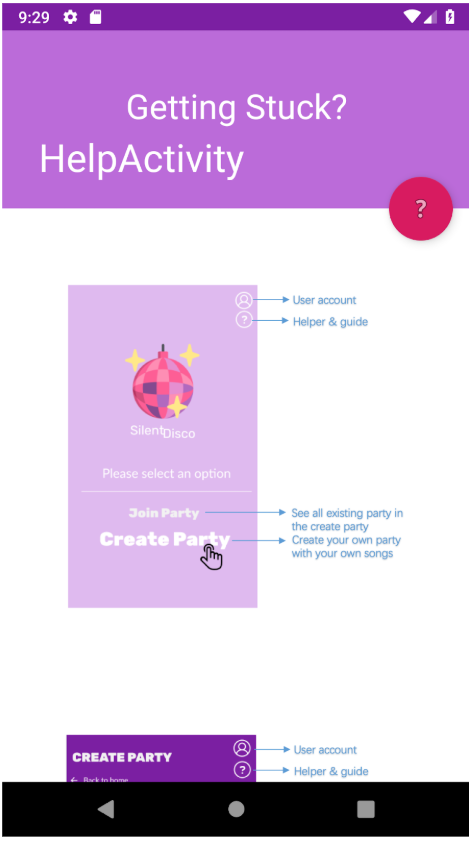 9:29
Getting Stuck?
HelpActivity
?
User account
?
Helper & guide
SilentDisco
Please select an option
Join Party
See all existing party in
the create party
Create Party
Create your own party
with your own songs
CREATE PARTY
User account
?
Helper & guide
← Back to home